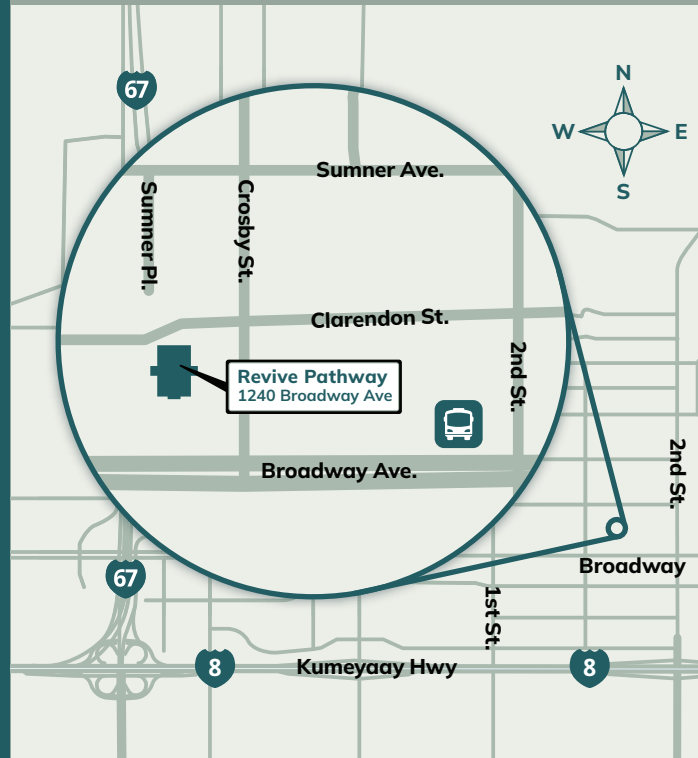 67
N
W E
S
Sumner Ave.
Sumner Pl.
Crosby St.
Clarendon St.
2nd St.
Revive Pathway
1240 Broadway Ave
Broadway Ave.
2nd St.
67
Broadway
1st St.
8
Kumeyaay Hwy
8